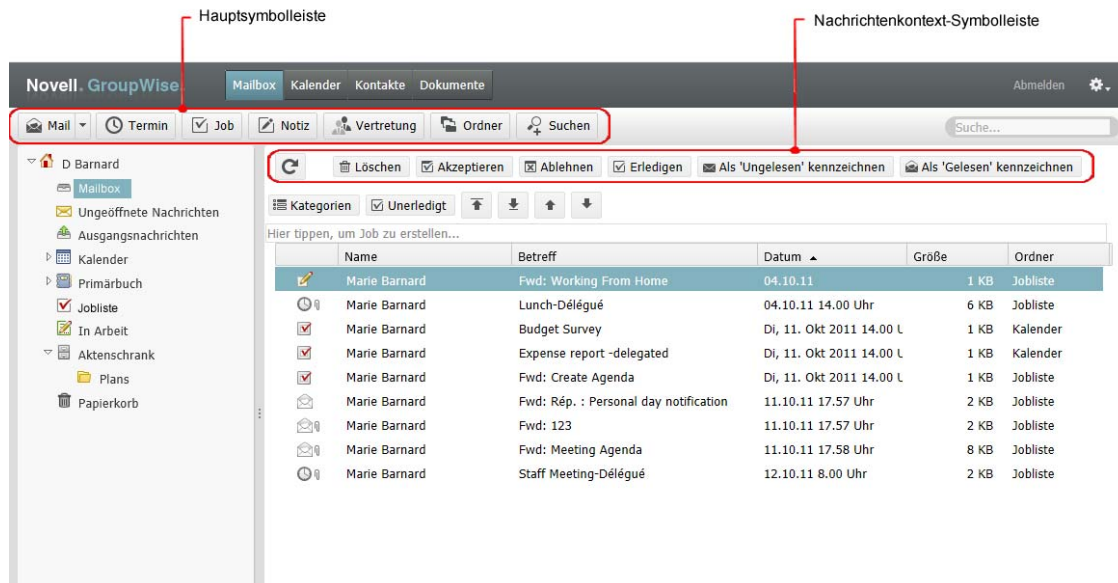 Hauptsymbolleiste
Nachrichtenkontext-Symbolleiste
Novell. GroupWise. Mailbox Kalender Kontakte Dokumente Abmelden
Mail Termin Job Notiz Vertretung Ordner Suchen Suche...
D Barnard
Mailbox
Ungeöffnete Nachrichten
Ausgangsnachrichten
Kalender
Primärbuch
Jobliste
In Arbeit
Aktenschrank
Plans
Papierkorb
Löschen Akzeptieren Ablehnen Erledigen Als 'Ungelesen' kennzeichnen Als 'Gelesen' kennzeichnen
Kategorien Unerledigt
Hier tippen, um Job zu erstellen...
Name Betreff Datum Größe Ordner
Marie Barnard Fwd: Working From Home 04.10.11 1 KB Jobliste
Marie Barnard Lunch-Délégué 04.10.11 14.00 Uhr 6 KB Jobliste
Marie Barnard Budget Survey Di, 11. Okt 2011 14.00 U 1 KB Kalender
Marie Barnard Expense report -delegated Di, 11. Okt 2011 14.00 U 1 KB Kalender
Marie Barnard Fwd: Create Agenda Di, 11. Okt 2011 14.00 U 1 KB Jobliste
Marie Barnard Fwd: Rép. : Personal day notification 11.10.11 17.57 Uhr 2 KB Jobliste
Marie Barnard Fwd: 123 11.10.11 17.57 Uhr 2 KB Jobliste
Marie Barnard Fwd: Meeting Agenda 11.10.11 17.58 Uhr 8 KB Jobliste
Marie Barnard Staff Meeting-Délégué 12.10.11 8.00 Uhr 2 KB Jobliste